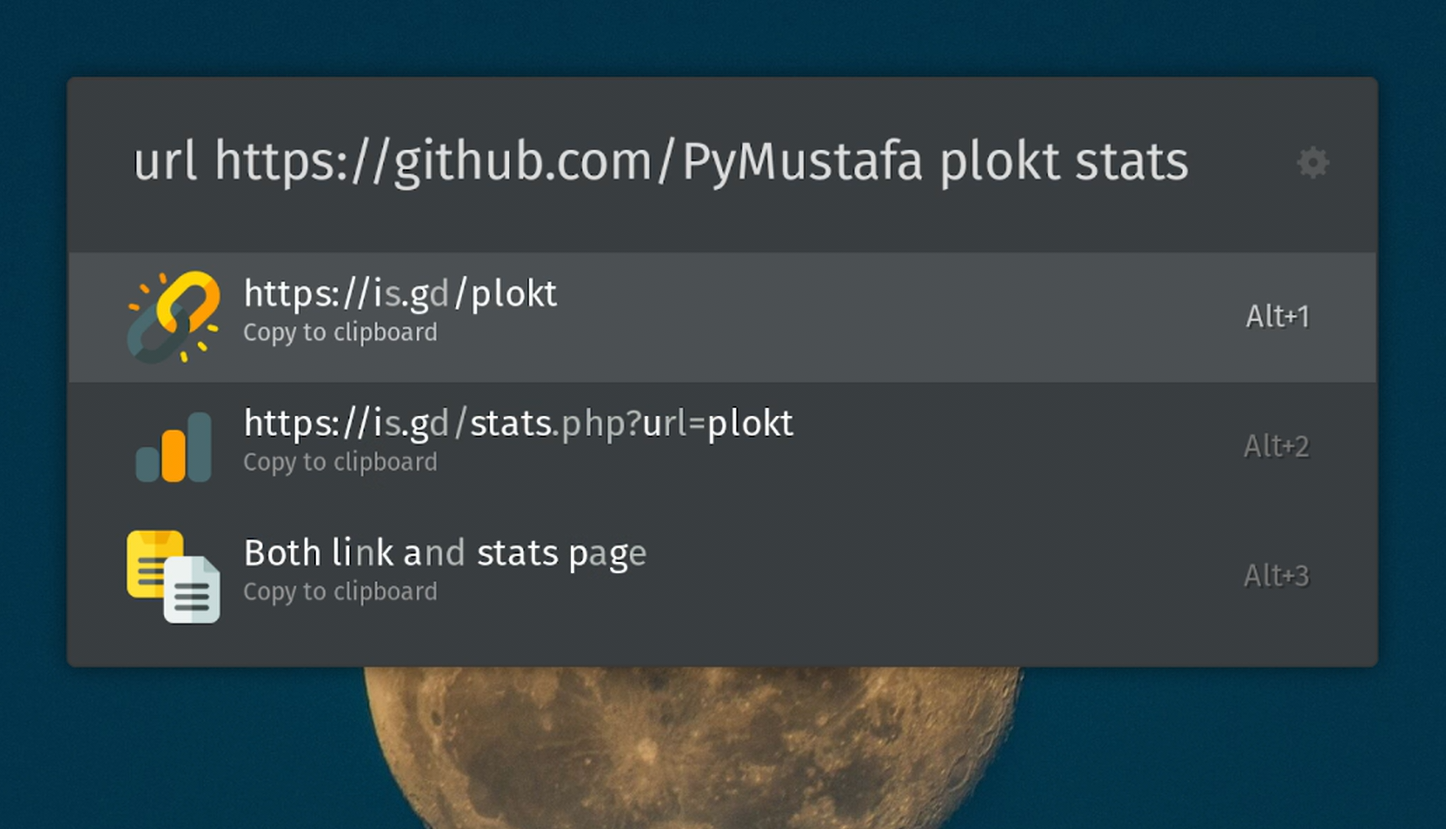 url https://github.com/PyMustafa plokt stats
https://is.gd/plokt
Copy to clipboard
Alt+1
https://is.gd/stats.php?url=plokt
Copy to clipboard
Alt+2
Both link and stats page
Copy to clipboard
Alt+3